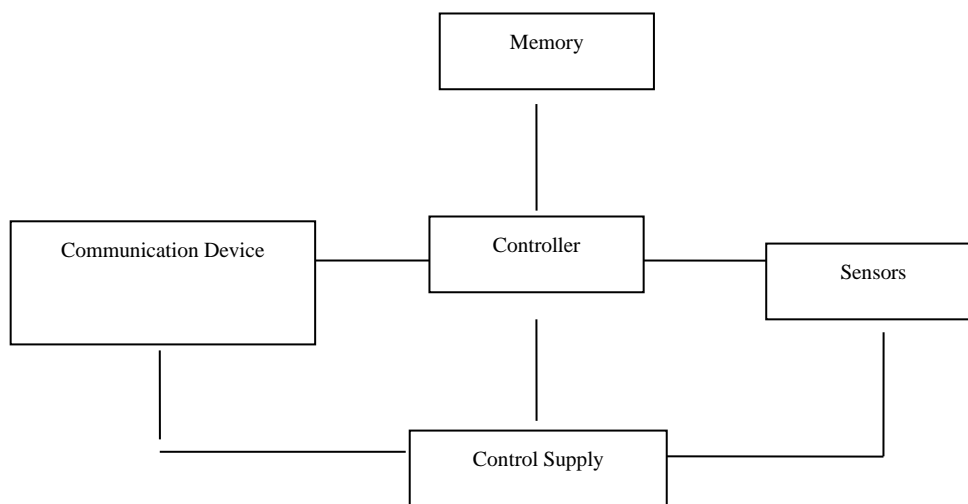 Memory
Communication Device
Controller
Sensors
Control Supply